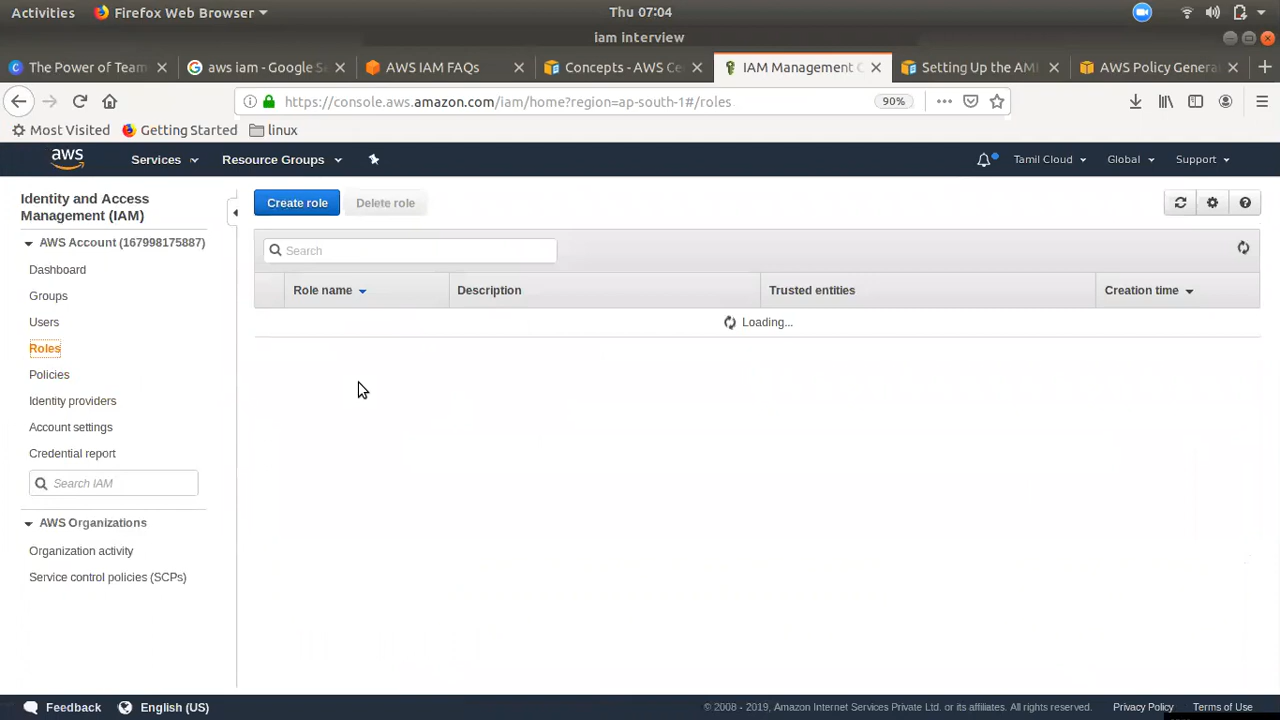 Activities Firefox Web Browser Thu 07:04
iam interview
The Power of Team aws iam - Google Se AWS IAM FAQs Concepts - AWS Ce IAM Management C Setting Up the AM AWS Policy Genera
https://console.aws.amazon.com/iam/home?region=ap-south-1#/roles 90%
Most Visited Getting Started linux
aws Services Resource Groups Tamil Cloud Global Support
Identity and Access
Management (IAM)
AWS Account (167998175887)
Dashboard
Groups
Users
Roles
Policies
Identity providers
Account settings
Credential report
Search IAM
AWS Organizations
Organization activity
Service control policies (SCPs)
Create role Delete role
Search
Role name Description Trusted entities Creation time
Loading...
Feedback English (US) © 2008 - 2019, Amazon Internet Services Private Ltd. or its affiliates. All rights reserved. Privacy Policy Terms of Use